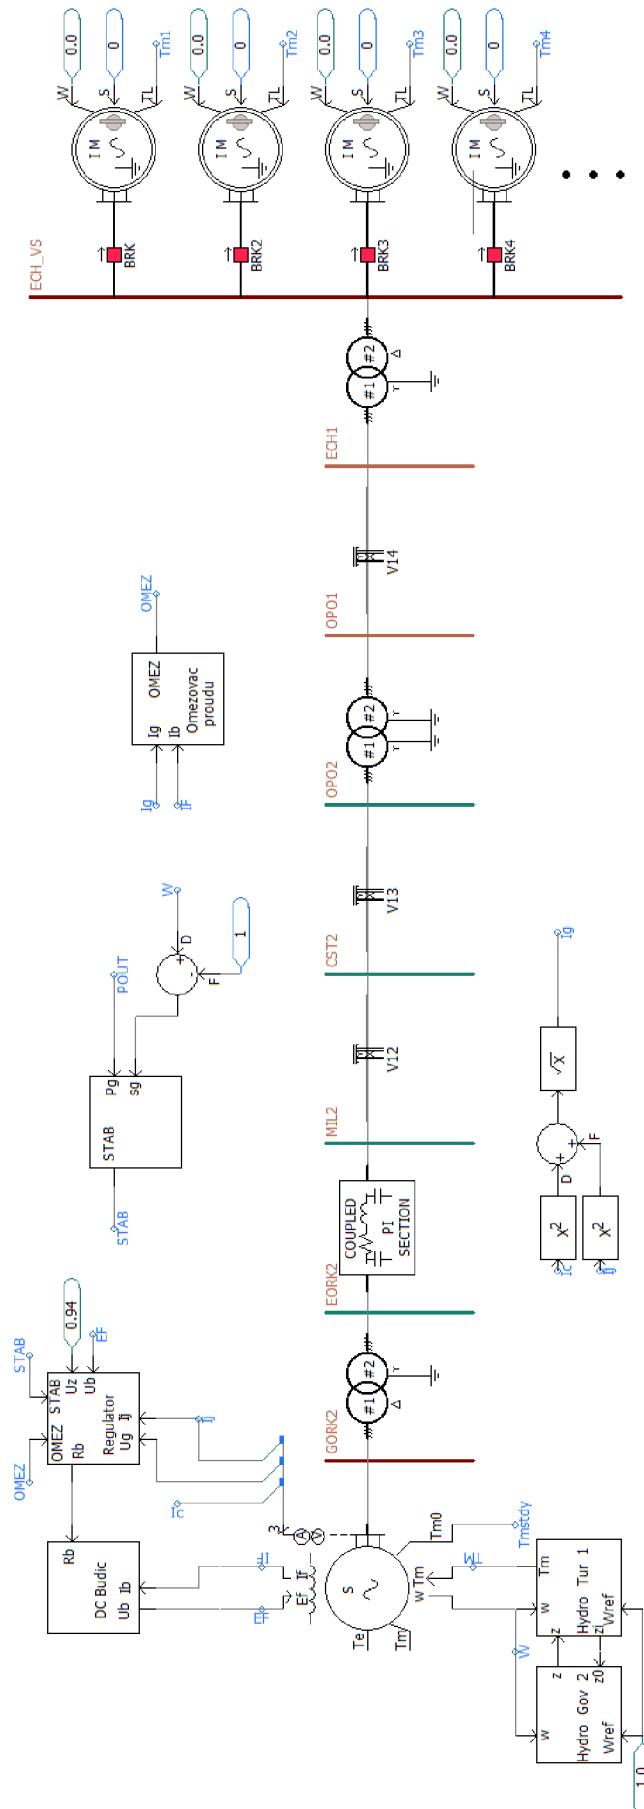 0.0
0
W
S
TL
Tm1
I M
BRK
0.0
0
W
S
TL
Tm2
I M
BRK2
0.0
0
W
S
TL
Tm3
I M
BRK3
0.0
0
W
S
TL
Tm4
I M
BRK4
ECH_VS
#1
#2
ECH1
V14
OPO1
#1
#2
OPO2
V13
CST2
V12
MIL2
COUPLED
PI
SECTION
EORK2
#1
#2
GORK2
OMEZ
OMEZ
Ig
Ib
Omezovac
proudu
Ig
IF
W
D
+
-
F
1
POUT
Pg
sg
STAB
STAB
Ig
√X
D
+
+
F
X²
X²
Ic
Ij
STAB
0.94
EF
OMEZ
OMEZ
STAB
Uz
Ub
Rb
Regulator
Ug
Ij
Ij
Ic
Rb
DC Budic
Ub
Ib
EF
IF
Ef
If
3
A
V
S
Te
Tm
w
Tm
Tm0
Tmstdy
TM
W
w
Tm
Hydro Tur 1
z
zi
Wref
z
z0
w
Hydro Gov 2
Wref
1.0